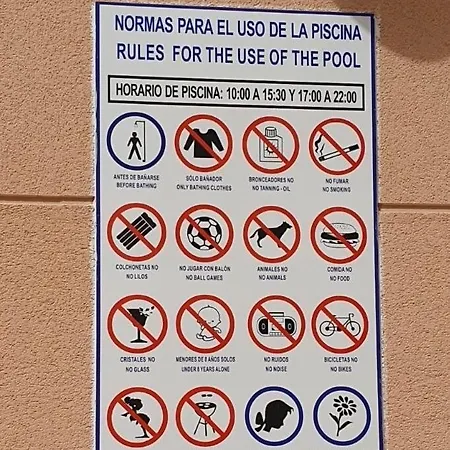 NORMAS PARA EL USO DE LA PISCINA
RULES FOR THE USE OF THE POOL
HORARIO DE PISCINA: 10:00 A 15:30 Y 17:00 A 22:00
ANTES DE BAÑARSE
BEFORE BATHING
SÓLO BAÑADOR
ONLY BATHING CLOTHES
BRONCEADORES NO
NO TANNING - OIL
NO FUMAR
NO SMOKING
COLCHONETAS NO
NO LILOS
NO JUGAR CON BALÓN
NO BALL GAMES
ANIMALES NO
NO ANIMALS
COMIDA NO
NO FOOD
CRISTALES NO
NO GLASS
MENORES DE 8 AÑOS SOLOS
UNDER 8 YEARS ALONE
NO RUIDOS
NO NOISE
BICICLETAS NO
NO BIKES